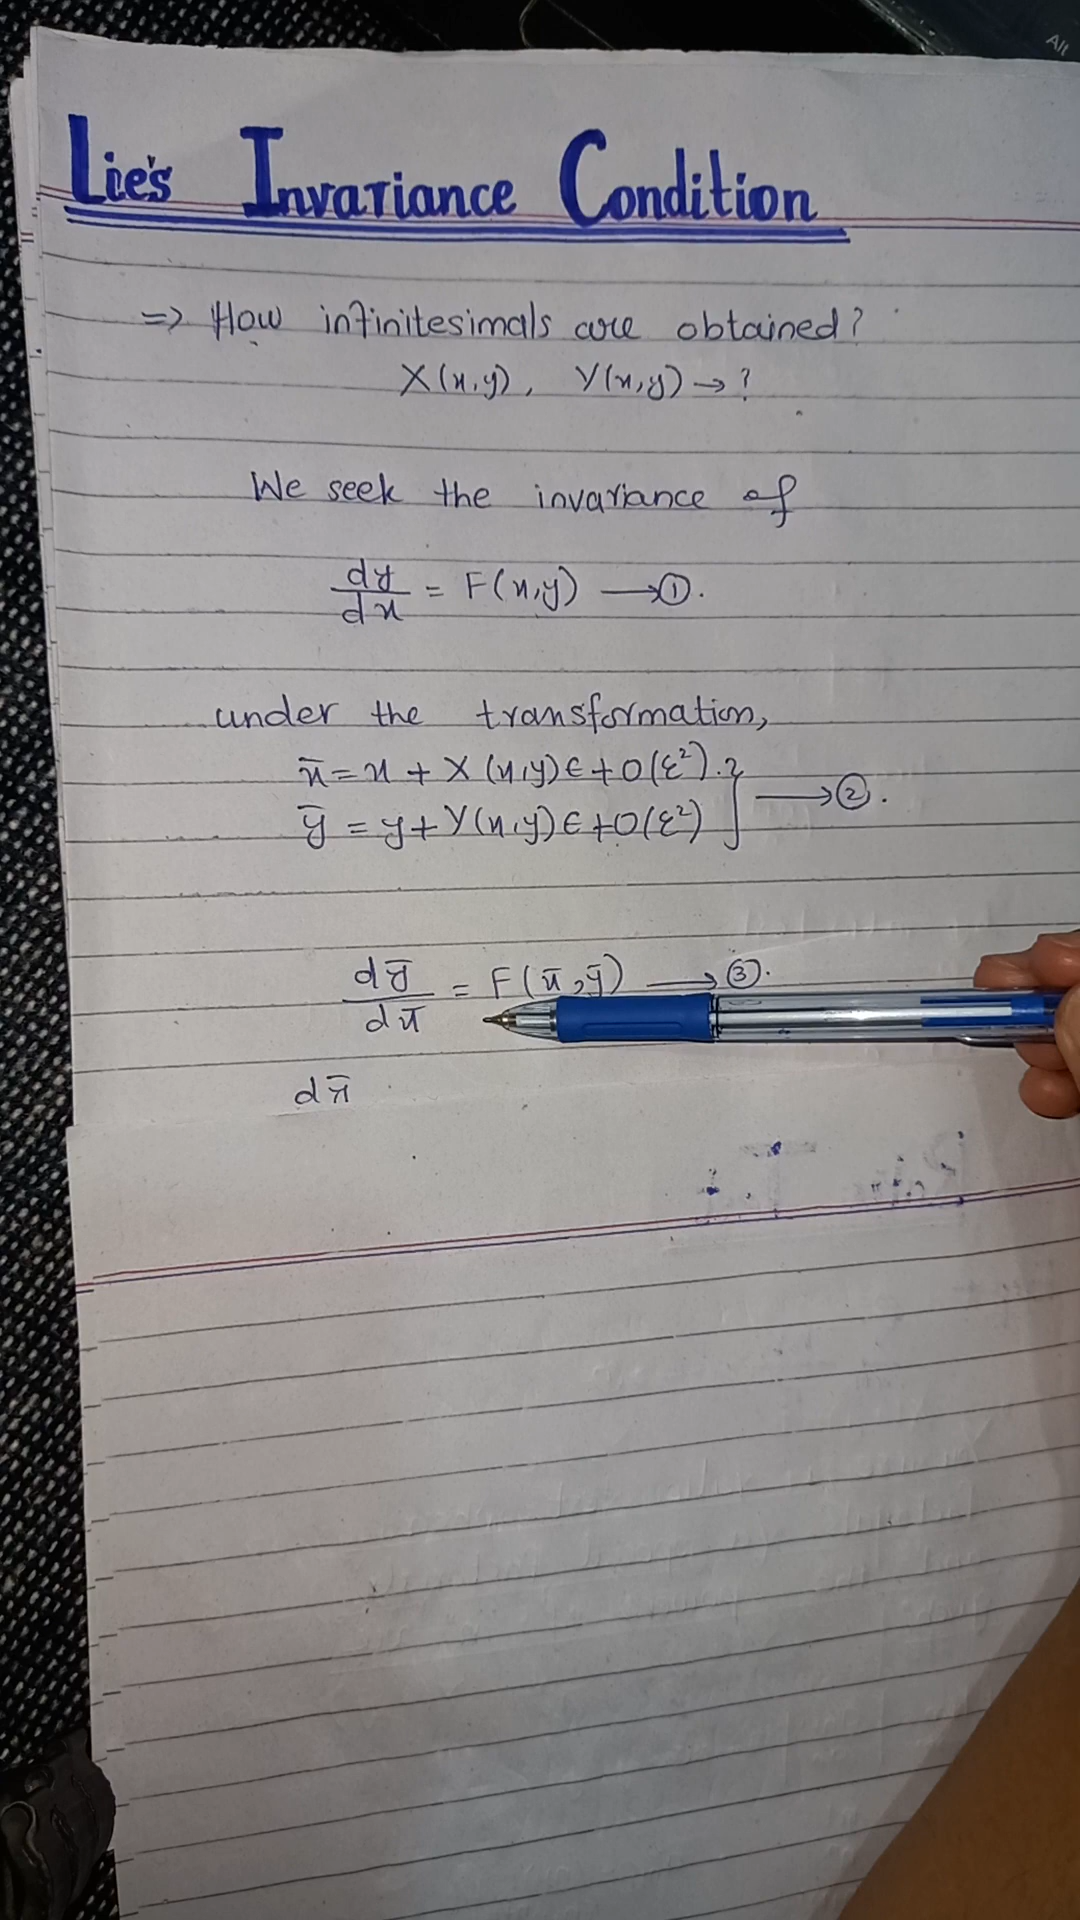 Alt
Lie's Invariance Condition
=> How infinitesimals are obtained?
X(x,y), Y(x,y) → ?
We seek the invariance of
dy/dx = F(x,y) → ①.
under the transformation,
x̄ = x + X(x,y)ϵ + O(ε²).
ȳ = y + Y(x,y)ϵ + O(ε²) } → ②.
dȳ/dx̄ = F(x̄,ȳ) → ③.
dx̄